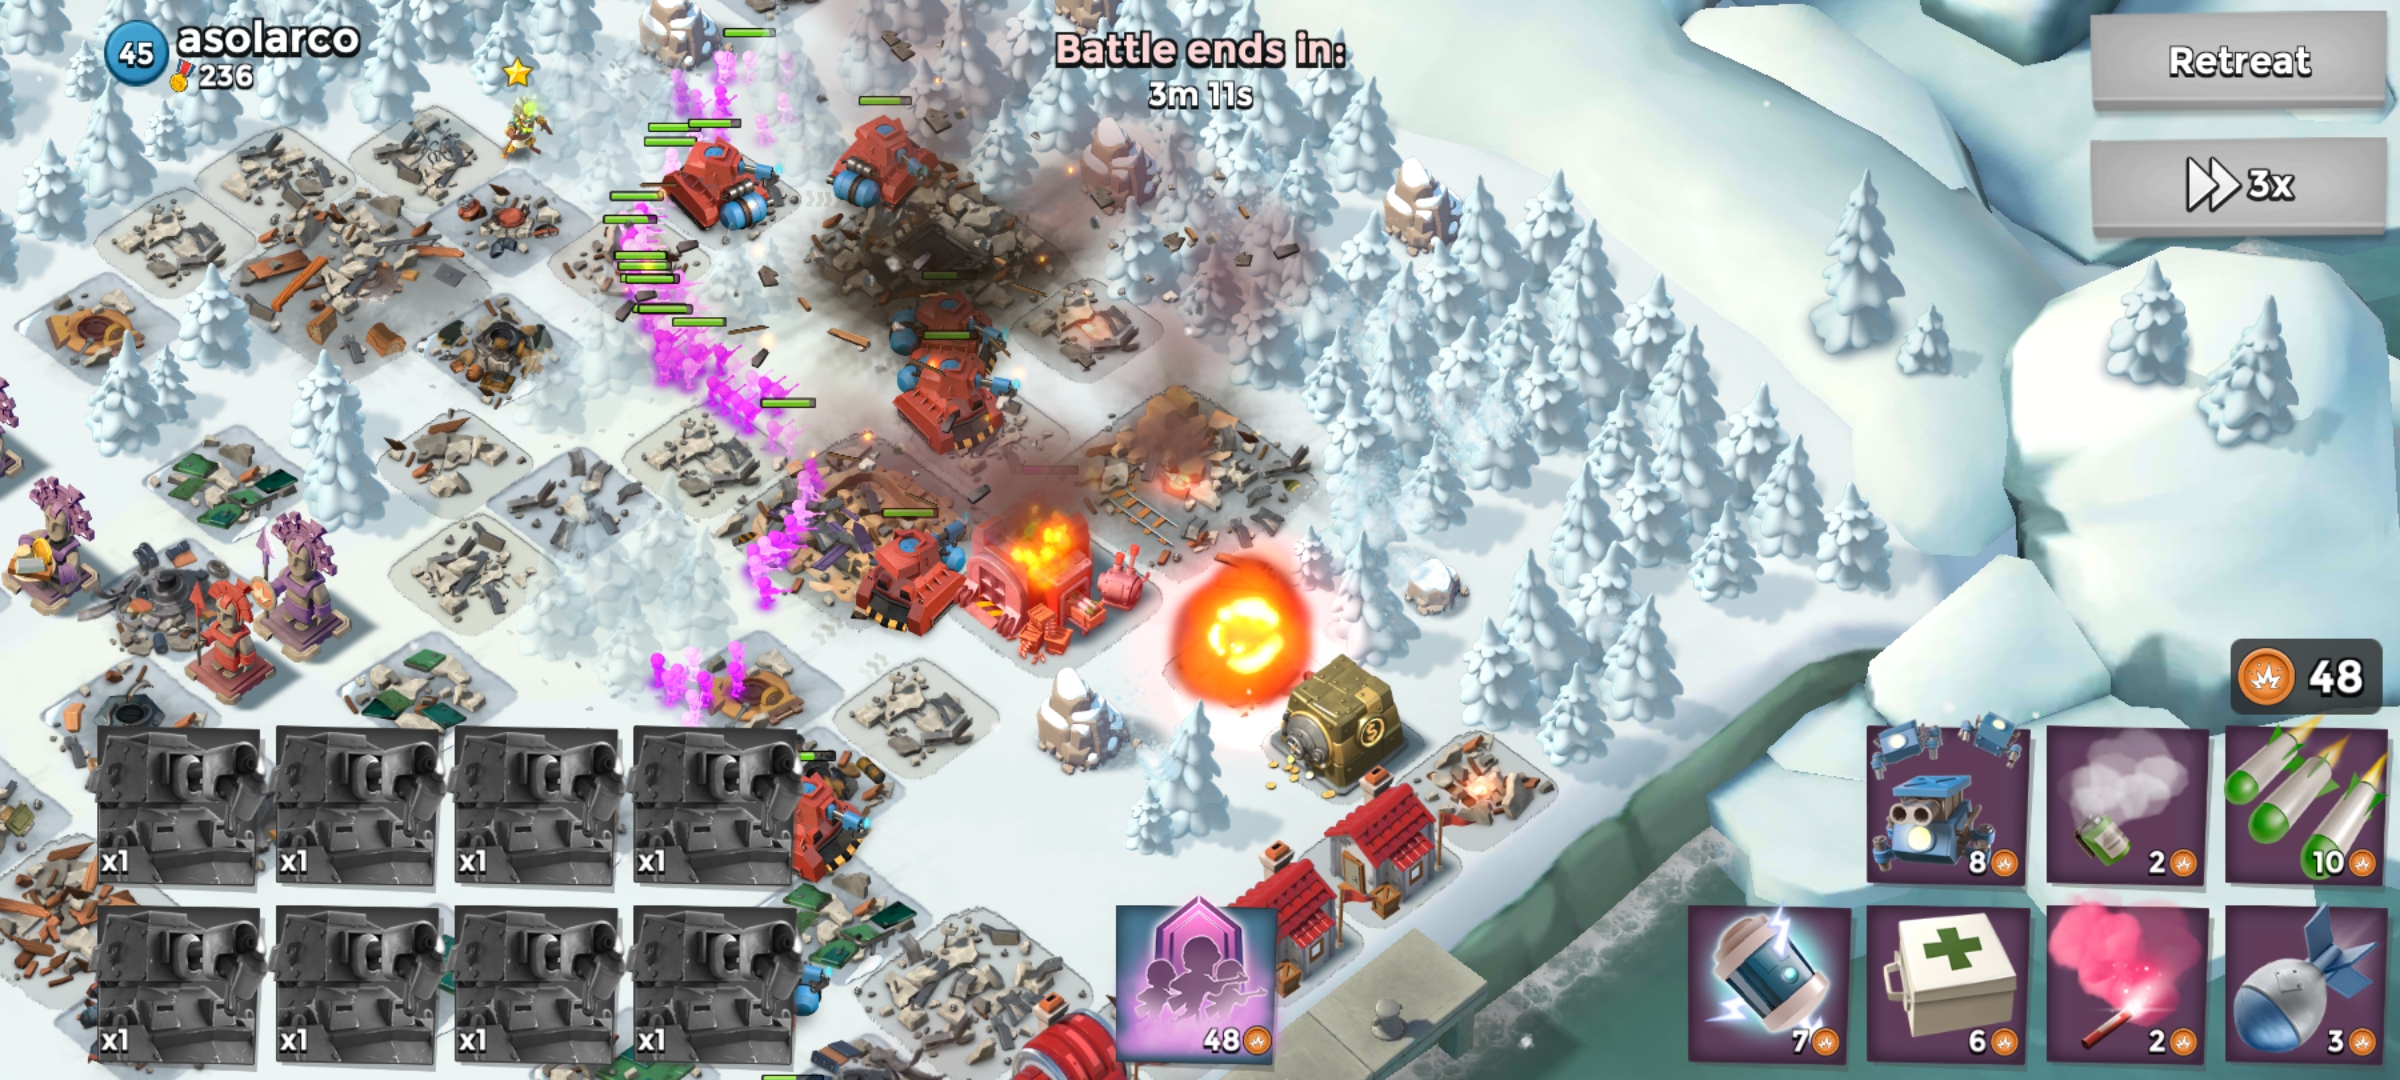 45
asolarco
236
Battle ends in:
3m 11s
Retreat
3x
48
x1
x1
x1
x1
8
2
10
x1
x1
x1
x1
48
7
6
2
3